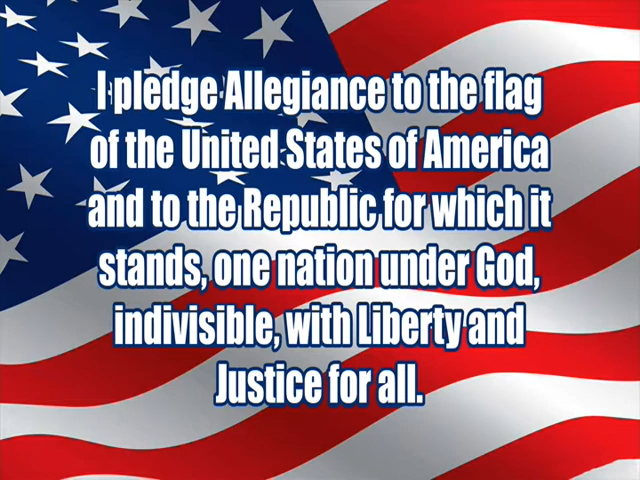 I pledge Allegiance to the flag
of the United States of America
and to the Republic for which it
stands, one nation under God,
indivisible, with Liberty and
Justice for all.